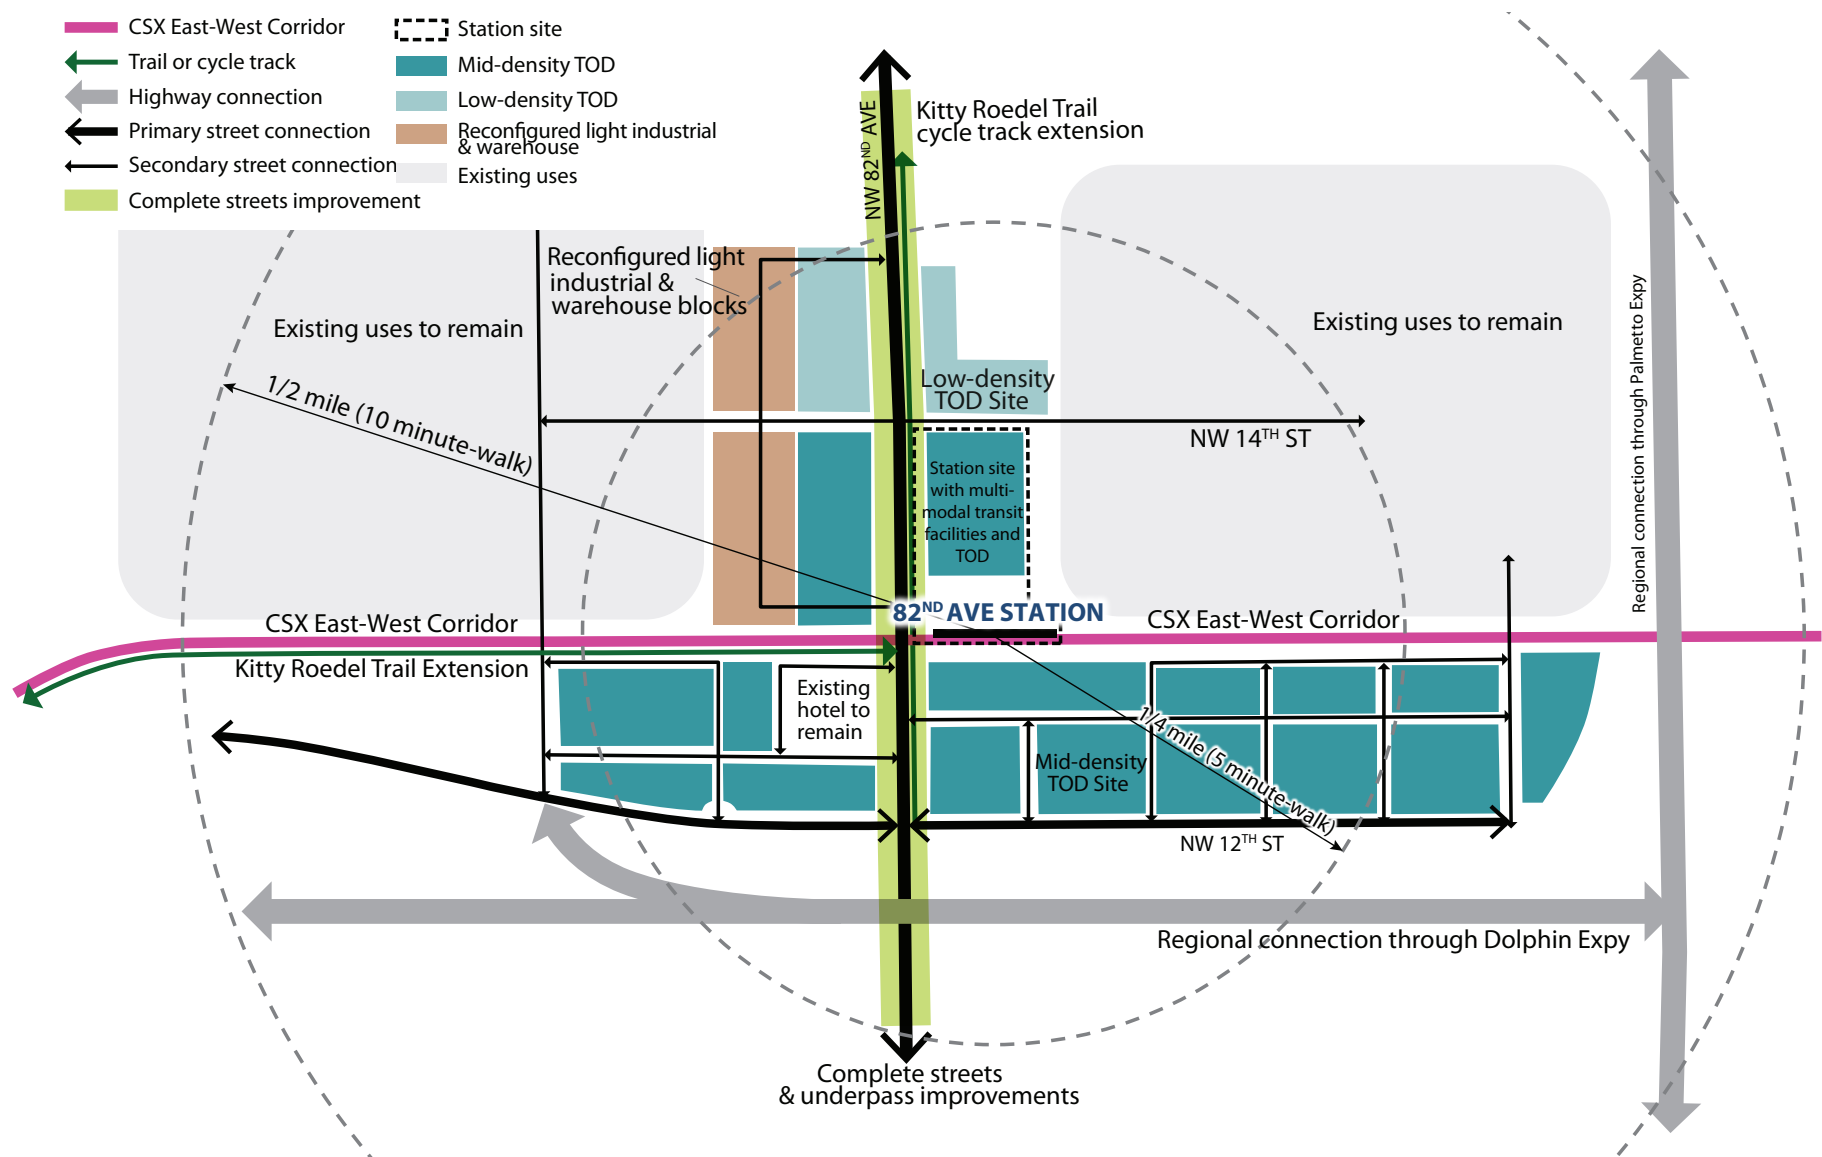 CSX East-West Corridor
Trail or cycle track
Highway connection
Primary street connection
Secondary street connection
Complete streets improvement
Station site
Mid-density TOD
Low-density TOD
Reconfigured light industrial
& warehouse
Existing uses
NW 82ND AVE
Kitty Roedel Trail
cycle track extension
Reconfigured light
industrial &
warehouse blocks
Existing uses to remain
Existing uses to remain
Regional connection through Palmetto Expy
1/2 mile (10 minute-walk)
Low-density
TOD Site
NW 14TH ST
Station site
with multi-
modal transit
facilities and
TOD
82ND AVE STATION
CSX East-West Corridor
CSX East-West Corridor
Kitty Roedel Trail Extension
Existing
hotel to
remain
1/4 mile (5 minute-walk)
Mid-density
TOD Site
NW 12TH ST
Regional connection through Dolphin Expy
Complete streets
& underpass improvements